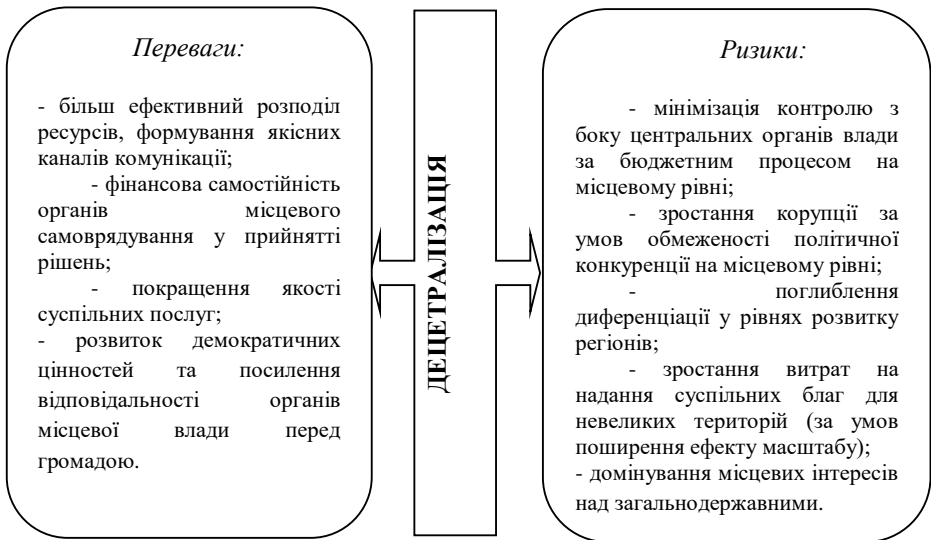 Переваги:
- більш ефективний розподіл
ресурсів, формування якісних
каналів комунікації;
- фінансова самостійність
органів місцевого
самоврядування у прийнятті
рішень;
- покращення якості
суспільних послуг;
- розвиток демократичних
цінностей та посилення
відповідальності органів
місцевої влади перед
громадою.
ДЕЦЕТРАЛІЗАЦІЯ
Ризики:
- мінімізація контролю з
боку центральних органів влади
за бюджетним процесом на
місцевому рівні;
- зростання корупції за
умов обмеженості політичної
конкуренції на місцевому рівні;
- поглиблення
диференціації у рівнях розвитку
регіонів;
- зростання витрат на
надання суспільних благ для
невеликих територій (за умов
поширення ефекту масштабу);
- домінування місцевих інтересів
над загальнодержавними.